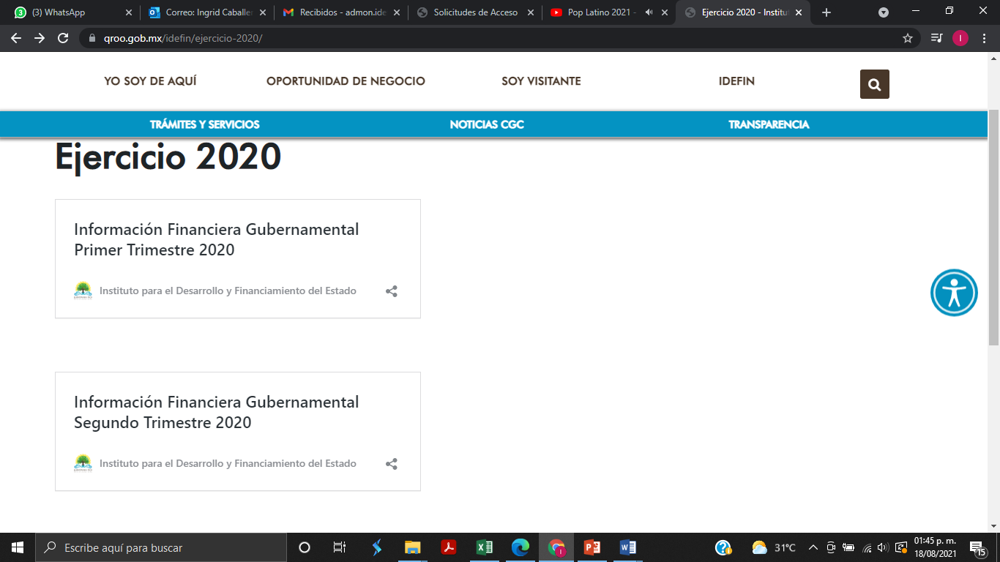 (3) WhatsApp
Correo: Ingrid Caballer
Recibidos - admon.ide
Solicitudes de Acceso
Pop Latino 2021 -
Ejercicio 2020 - Institu
qroo.gob.mx/idefin/ejercicio-2020/
I
YO SOY DE AQUÍ
OPORTUNIDAD DE NEGOCIO
SOY VISITANTE
IDEFIN
TRÁMITES Y SERVICIOS
NOTICIAS CGC
TRANSPARENCIA
Ejercicio 2020
Información Financiera Gubernamental
Primer Trimestre 2020
Instituto para el Desarrollo y Financiamiento del Estado
Información Financiera Gubernamental
Segundo Trimestre 2020
Instituto para el Desarrollo y Financiamiento del Estado
Escribe aquí para buscar
31°C
01:45 p. m.
18/08/2021
15